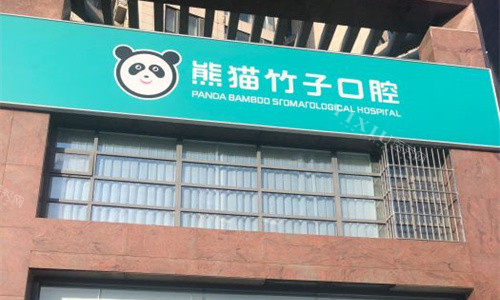 熊猫竹子口腔
PANDA BAMBOO STOMATOLOGICAL HOSPITAL